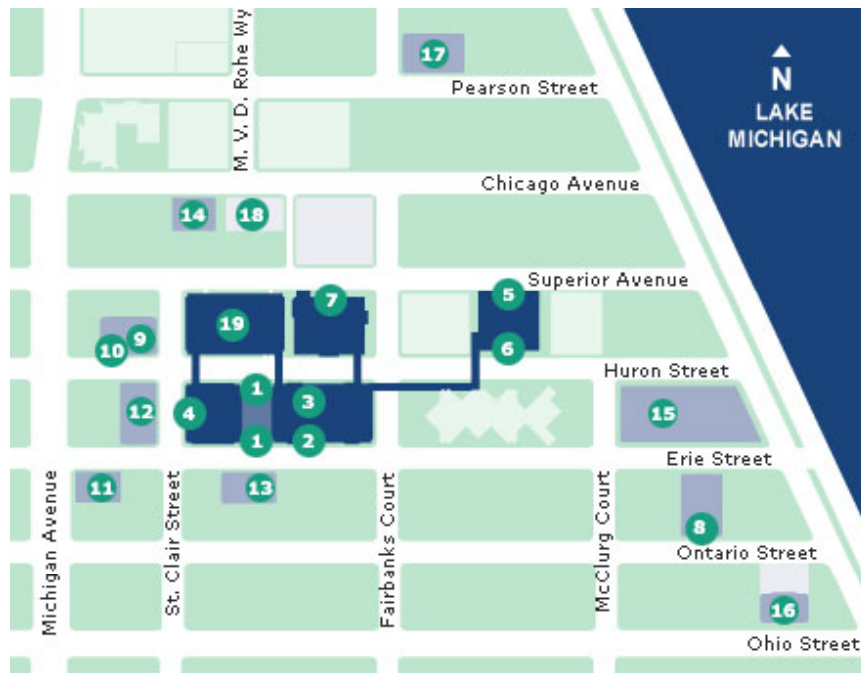 M. V. D. Rohe Wy
17
Pearson Street
N
LAKE
MICHIGAN
Chicago Avenue
14
18
Superior Avenue
5
7
19
9
10
6
Huron Street
1
3
4
12
15
1
2
Erie Street
11
13
8
Ontario Street
16
Ohio Street
Michigan Avenue
St. Clair Street
Fairbanks Court
McClurg Court